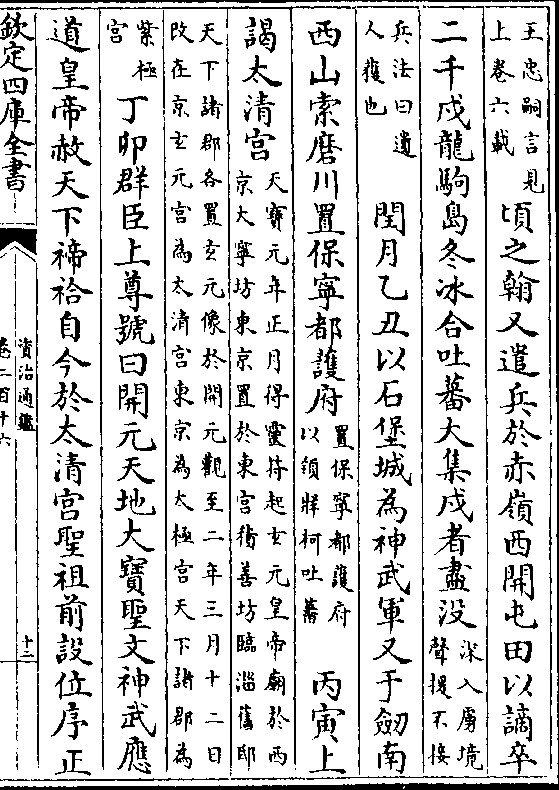 王忠嗣言見
上卷六載
頃之翰又遣兵於赤嶺西開屯田以謫卒
二千戍龍駒島冬冰合吐蕃大集戍者盡没
深入虜境
聲援不接
兵法曰遺
人獲也
閏月乙丑以石堡城為神武軍又于劒南
西山索磨川置保寧都護府
置保寧都護府
以領牂柯吐蕃
丙寅上
謁太清宫
天寶元年正月得靈符起玄元皇帝廟於西
京大寧坊東京置於東宫積善坊臨淄舊邸
天下諸郡各置玄元像於開元觀至二年三月十二日
改在京玄元宫為太清宫東京為太極宫天下諸郡為
紫極
宫
丁卯群臣上尊號曰開元天地大寶聖文神武應
道皇帝赦天下禘祫自今於太清宫聖祖前設位序正
欽定四庫全書
資治通鑑
卷二百十六
十二